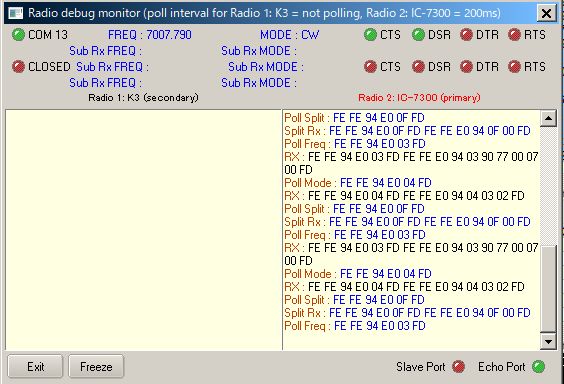 Radio debug monitor (poll interval for Radio 1: K3 = not polling, Radio 2: IC-7300 = 200ms)
COM 13 FREQ : 7007.790 MODE : CW CTS DSR DTR RTS
Sub Rx FREQ : Sub Rx MODE :
CLOSED Sub Rx FREQ : Sub Rx MODE : CTS DSR DTR RTS
Sub Rx FREQ : Sub Rx MODE :
Radio 1: K3 (secondary) Radio 2: IC-7300 (primary)
Poll Split : FE FE 94 E0 0F FD
Split Rx : FE FE 94 E0 0F FD FE FE E0 94 0F 00 FD
Poll Freq : FE FE 94 E0 03 FD
RX : FE FE 94 E0 03 FD FE FE E0 94 03 90 77 00 07
00 FD
Poll Mode : FE FE 94 E0 04 FD
RX : FE FE 94 E0 04 FD FE FE E0 94 04 03 02 FD
Poll Split : FE FE 94 E0 0F FD
Split Rx : FE FE 94 E0 0F FD FE FE E0 94 0F 00 FD
Poll Freq : FE FE 94 E0 03 FD
RX : FE FE 94 E0 03 FD FE FE E0 94 03 90 77 00 07
00 FD
Poll Mode : FE FE 94 E0 04 FD
RX : FE FE 94 E0 04 FD FE FE E0 94 04 03 02 FD
Poll Split : FE FE 94 E0 0F FD
Split Rx : FE FE 94 E0 0F FD FE FE E0 94 0F 00 FD
Poll Freq : FE FE 94 E0 03 FD
Exit Freeze Slave Port Echo Port